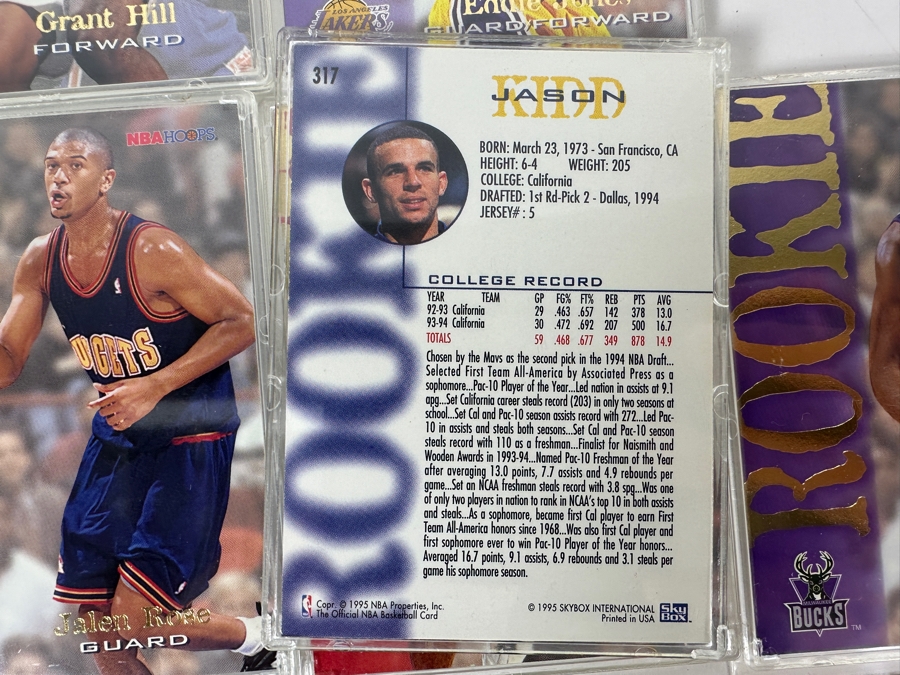 Grant Hill
FORWARD
LOS ANGELES
LAKERS
Eddie Jones
GUARD/FORWARD
NBA HOOPS
NUGGETS
Jalen Rose
GUARD
317
ROOKIE
JASON
KIDD
BORN: March 23, 1973 - San Francisco, CA
HEIGHT: 6-4 WEIGHT: 205
COLLEGE: California
DRAFTED: 1st Rd-Pick 2 - Dallas, 1994
JERSEY# : 5
COLLEGE RECORD
YEAR TEAM GP FG% FT% REB PTS AVG
92-93 California 29 .463 .657 142 378 13.0
93-94 California 30 .472 .692 207 500 16.7
TOTALS 59 .468 .677 349 878 14.9
Chosen by the Mavs as the second pick in the 1994 NBA Draft...
Selected First Team All-America by Associated Press as a
sophomore...Pac-10 Player of the Year...Led nation in assists at 9.1
apg...Set California career steals record (203) in only two seasons at
school...Set Cal and Pac-10 season assists record with 272...Led Pac-
10 in assists and steals both seasons...Set Cal and Pac-10 season
steals record with 110 as a freshman...Finalist for Naismith and
Wooden Awards in 1993-94...Named Pac-10 Freshman of the Year
after averaging 13.0 points, 7.7 assists and 4.9 rebounds per
game...Set an NCAA freshman steals record with 3.8 spg...Was one
of only two players in nation to rank in NCAA's top 10 in both assists
and steals...As a sophomore, became first Cal player to earn First
Team All-America honors since 1968...Was also first Cal player and
first sophomore ever to win Pac-10 Player of the Year honors...
Averaged 16.7 points, 9.1 assists, 6.9 rebounds and 3.1 steals per
game his sophomore season.
Copr. © 1995 NBA Properties, Inc.
The Official NBA Basketball Card
© 1995 SKYBOX INTERNATIONAL
Printed in USA
SkyBox
ROOKIE
MILWAUKEE
BUCKS
TM